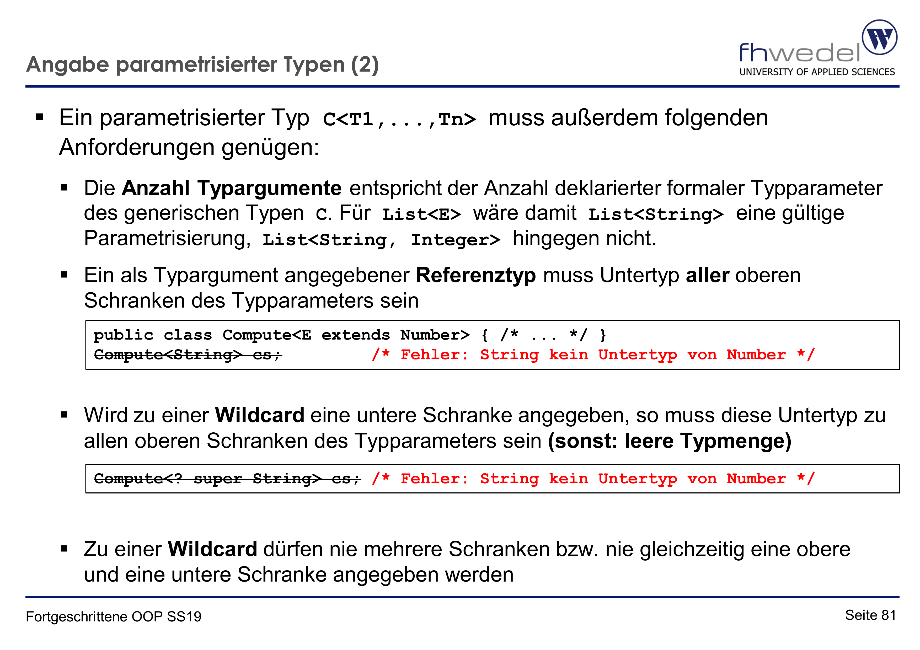 Angabe parametrisierter Typen (2)
fhwedel
UNIVERSITY OF APPLIED SCIENCES
▪ Ein parametrisierter Typ C<T1,...,Tn> muss außerdem folgenden
Anforderungen genügen:
▪ Die Anzahl Typargumente entspricht der Anzahl deklarierter formaler Typparameter
des generischen Typen C. Für List<E> wäre damit List<String> eine gültige
Parametrisierung, List<String, Integer> hingegen nicht.
▪ Ein als Typargument angegebener Referenztyp muss Untertyp aller oberen
Schranken des Typparameters sein
public class Compute<E extends Number> { /* ... */ }
Compute<String> cs; /* Fehler: String kein Untertyp von Number */
▪ Wird zu einer Wildcard eine untere Schranke angegeben, so muss diese Untertyp zu
allen oberen Schranken des Typparameters sein (sonst: leere Typmenge)
Compute<? super String> cs; /* Fehler: String kein Untertyp von Number */
▪ Zu einer Wildcard dürfen nie mehrere Schranken bzw. nie gleichzeitig eine obere
und eine untere Schranke angegeben werden
Fortgeschrittene OOP SS19
Seite 81